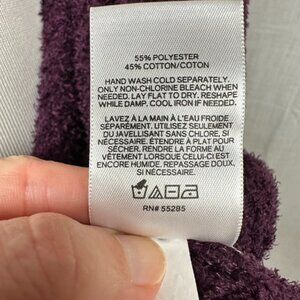 55% POLYESTER
45% COTTON/COTON
HAND WASH COLD SEPARATELY.
ONLY NON-CHLORINE BLEACH WHEN
NEEDED. LAY FLAT TO DRY. RESHAPE
WHILE DAMP. COOL IRON IF NEEDED.
LAVEZ À LA MAIN À L'EAU FROIDE
SÉPARÉMENT. UTILISEZ SEULEMENT
DU JAVELLISANT SANS CHLORE, SI
NÉCESSAIRE. ÉTENDRE À PLAT POUR
SÉCHER. REMETTRE EN FORME AU
VÊTEMENT LORSQUE CELUI-CI EST
ENCORE HUMIDE. REPASSAGE DOUX,
SI NÉCESSAIRE.
RN# 55285